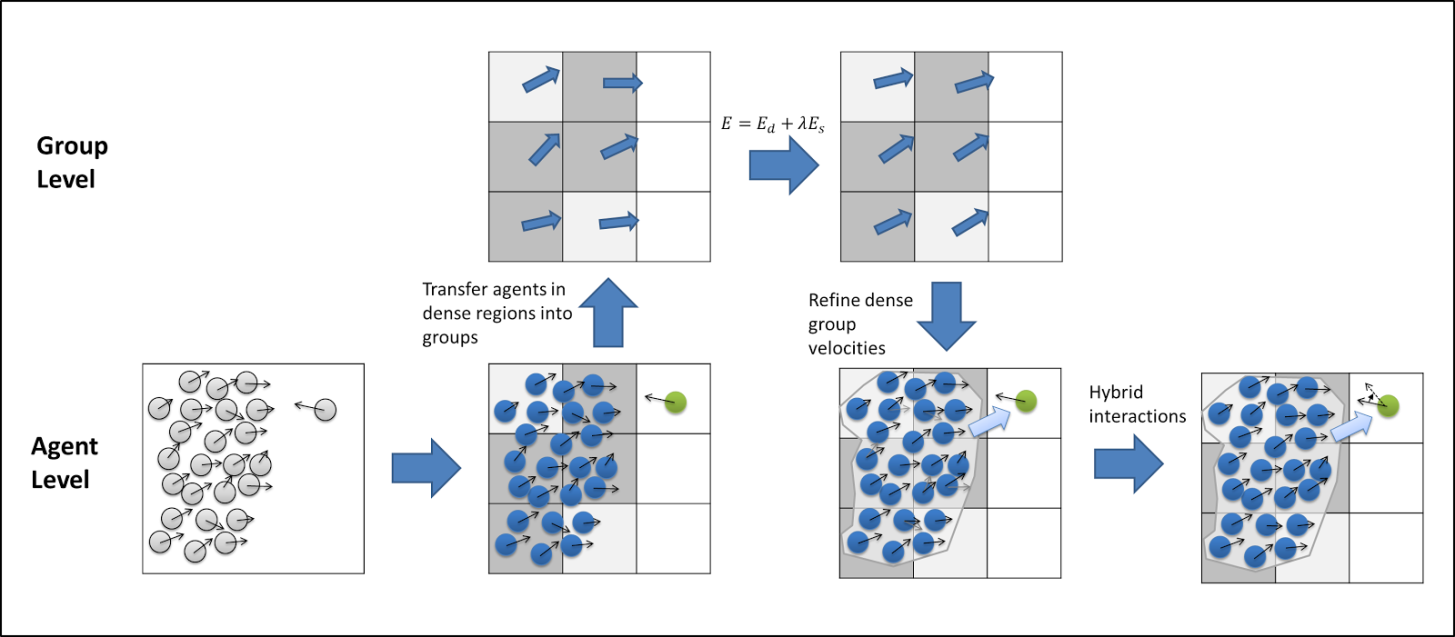 Group
Level
E = E_d + λE_s
Transfer agents in
dense regions into
groups
Refine dense
group
velocities
Agent
Level
Hybrid
interactions